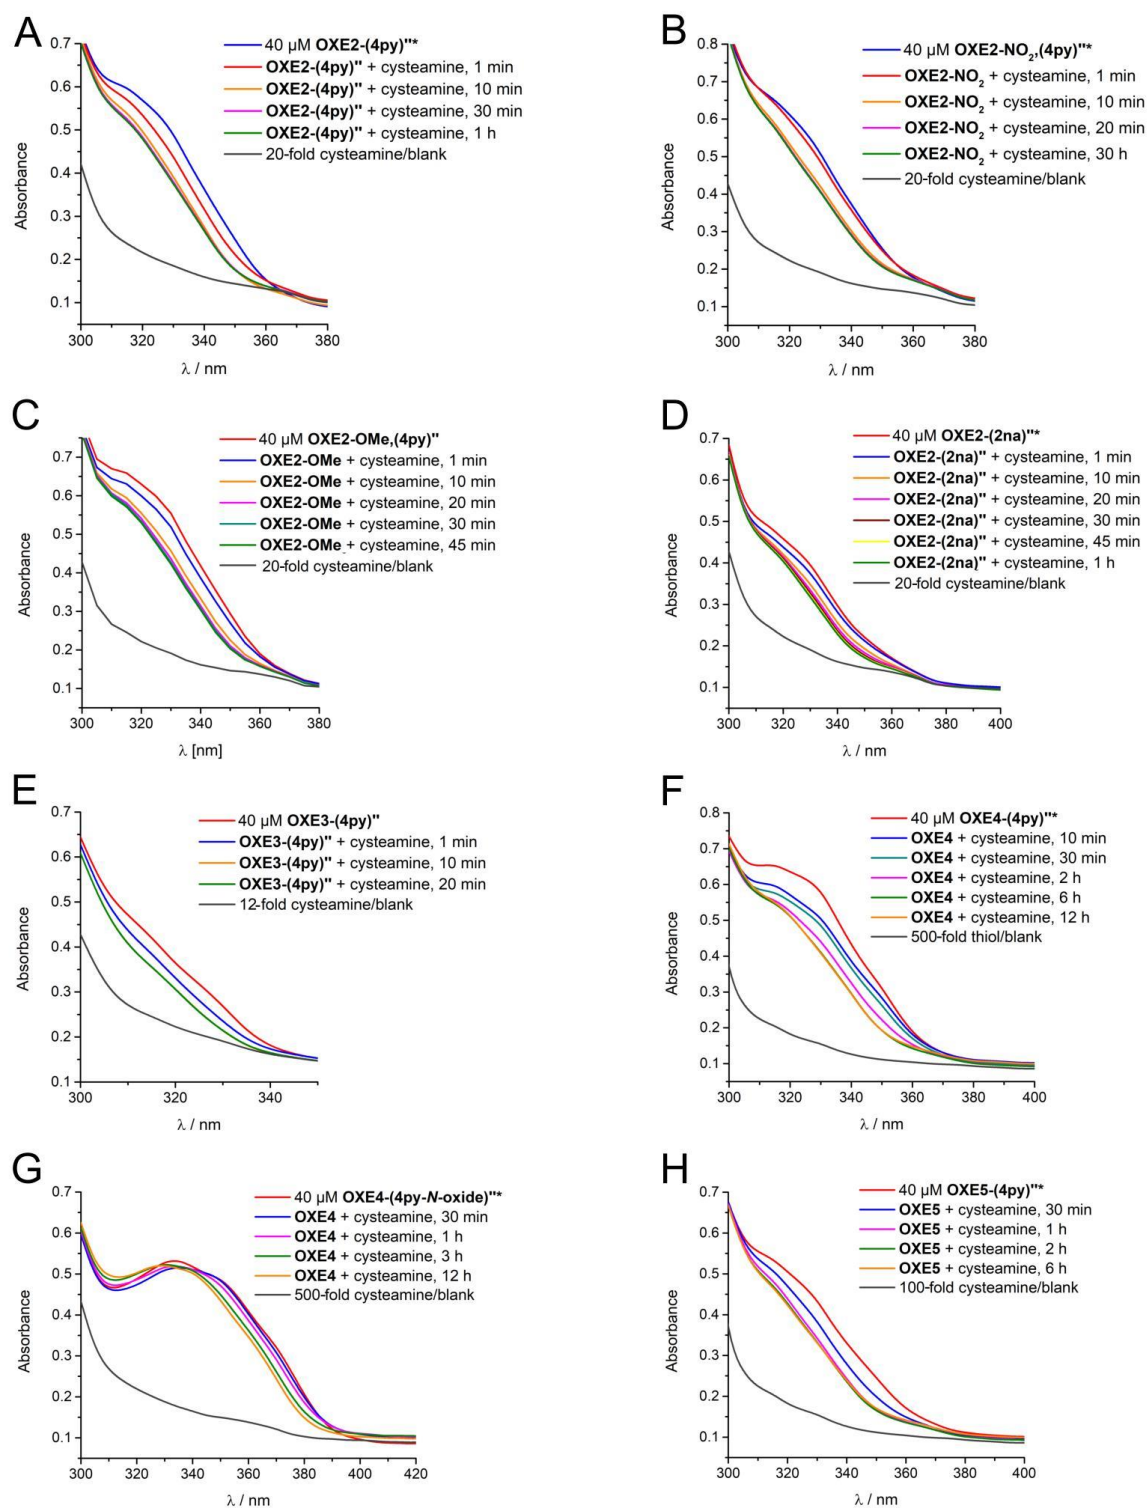 A
0.7
0.6
0.5
0.4
0.3
0.2
0.1
Absorbance
300 320 340 360 380
λ / nm
40 µM OXE2-(4py)"*
OXE2-(4py)" + cysteamine, 1 min
OXE2-(4py)" + cysteamine, 10 min
OXE2-(4py)" + cysteamine, 30 min
OXE2-(4py)" + cysteamine, 1 h
20-fold cysteamine/blank
B
0.8
0.7
0.6
0.5
0.4
0.3
0.2
0.1
Absorbance
300 320 340 360 380
λ / nm
40 µM OXE2-NO₂,(4py)"*
OXE2-NO₂ + cysteamine, 1 min
OXE2-NO₂ + cysteamine, 10 min
OXE2-NO₂ + cysteamine, 20 min
OXE2-NO₂ + cysteamine, 30 h
20-fold cysteamine/blank
C
0.7
0.6
0.5
0.4
0.3
0.2
0.1
Absorbance
300 320 340 360 380
λ [nm]
40 µM OXE2-OMe,(4py)"
OXE2-OMe + cysteamine, 1 min
OXE2-OMe + cysteamine, 10 min
OXE2-OMe + cysteamine, 20 min
OXE2-OMe + cysteamine, 30 min
OXE2-OMe + cysteamine, 45 min
20-fold cysteamine/blank
D
0.7
0.6
0.5
0.4
0.3
0.2
0.1
Absorbance
300 320 340 360 380 400
λ / nm
40 µM OXE2-(2na)"*
OXE2-(2na)" + cysteamine, 1 min
OXE2-(2na)" + cysteamine, 10 min
OXE2-(2na)" + cysteamine, 20 min
OXE2-(2na)" + cysteamine, 30 min
OXE2-(2na)" + cysteamine, 45 min
OXE2-(2na)" + cysteamine, 1 h
20-fold cysteamine/blank
E
0.7
0.6
0.5
0.4
0.3
0.2
0.1
Absorbance
300 320 340
λ / nm
40 µM OXE3-(4py)"
OXE3-(4py)" + cysteamine, 1 min
OXE3-(4py)" + cysteamine, 10 min
OXE3-(4py)" + cysteamine, 20 min
12-fold cysteamine/blank
F
0.8
0.7
0.6
0.5
0.4
0.3
0.2
0.1
Absorbance
300 320 340 360 380 400
λ / nm
40 µM OXE4-(4py)"*
OXE4 + cysteamine, 10 min
OXE4 + cysteamine, 30 min
OXE4 + cysteamine, 2 h
OXE4 + cysteamine, 6 h
OXE4 + cysteamine, 12 h
500-fold thiol/blank
G
0.7
0.6
0.5
0.4
0.3
0.2
0.1
Absorbance
300 320 340 360 380 400 420
λ / nm
40 µM OXE4-(4py-N-oxide)"*
OXE4 + cysteamine, 30 min
OXE4 + cysteamine, 1 h
OXE4 + cysteamine, 3 h
OXE4 + cysteamine, 12 h
500-fold cysteamine/blank
H
0.7
0.6
0.5
0.4
0.3
0.2
0.1
Absorbance
300 320 340 360 380 400
λ / nm
40 µM OXE5-(4py)"*
OXE5 + cysteamine, 30 min
OXE5 + cysteamine, 1 h
OXE5 + cysteamine, 2 h
OXE5 + cysteamine, 6 h
100-fold cysteamine/blank